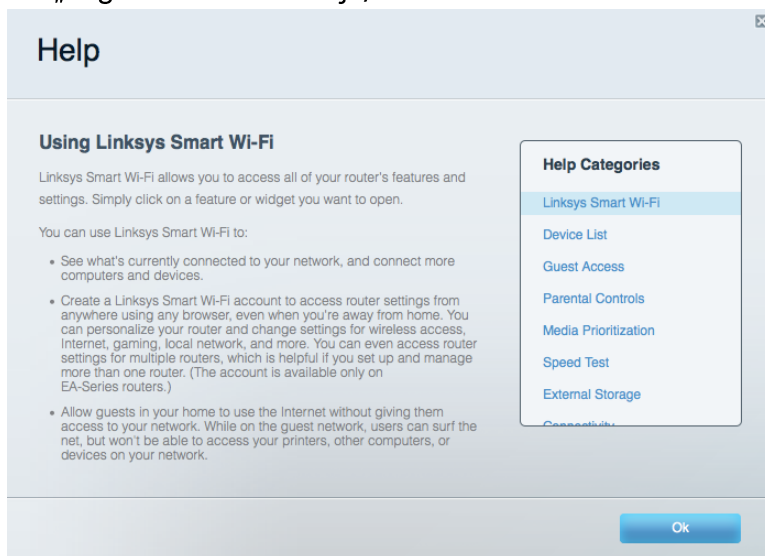 Help
Using Linksys Smart Wi-Fi
Linksys Smart Wi-Fi allows you to access all of your router's features and
settings. Simply click on a feature or widget you want to open.
You can use Linksys Smart Wi-Fi to:
• See what's currently connected to your network, and connect more
computers and devices.
• Create a Linksys Smart Wi-Fi account to access router settings from
anywhere using any browser, even when you're away from home. You
can personalize your router and change settings for wireless access,
Internet, gaming, local network, and more. You can even access router
settings for multiple routers, which is helpful if you set up and manage
more than one router. (The account is available only on
EA-Series routers.)
• Allow guests in your home to use the Internet without giving them
access to your network. While on the guest network, users can surf the
net, but won't be able to access your printers, other computers, or
devices on your network.
Help Categories
Linksys Smart Wi-Fi
Device List
Guest Access
Parental Controls
Media Prioritization
Speed Test
External Storage
Connectivity
Ok